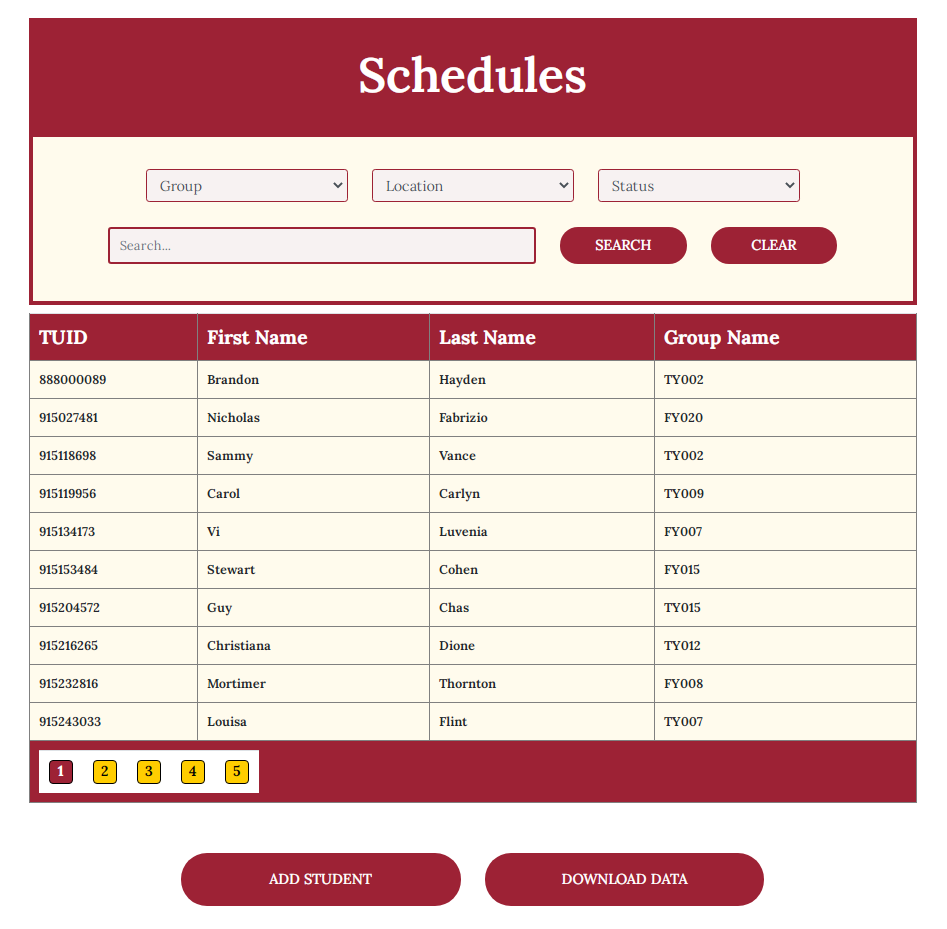 Schedules
Group Location Status
Search... SEARCH CLEAR
TUID First Name Last Name Group Name
888000089 Brandon Hayden TY002
915027481 Nicholas Fabrizio FY020
915118698 Sammy Vance TY002
915119956 Carol Carlyn TY009
915134173 Vi Luvenia FY007
915153484 Stewart Cohen FY015
915204572 Guy Chas TY015
915216265 Christiana Dione TY012
915232816 Mortimer Thornton FY008
915243033 Louisa Flint TY007
1 2 3 4 5
ADD STUDENT DOWNLOAD DATA